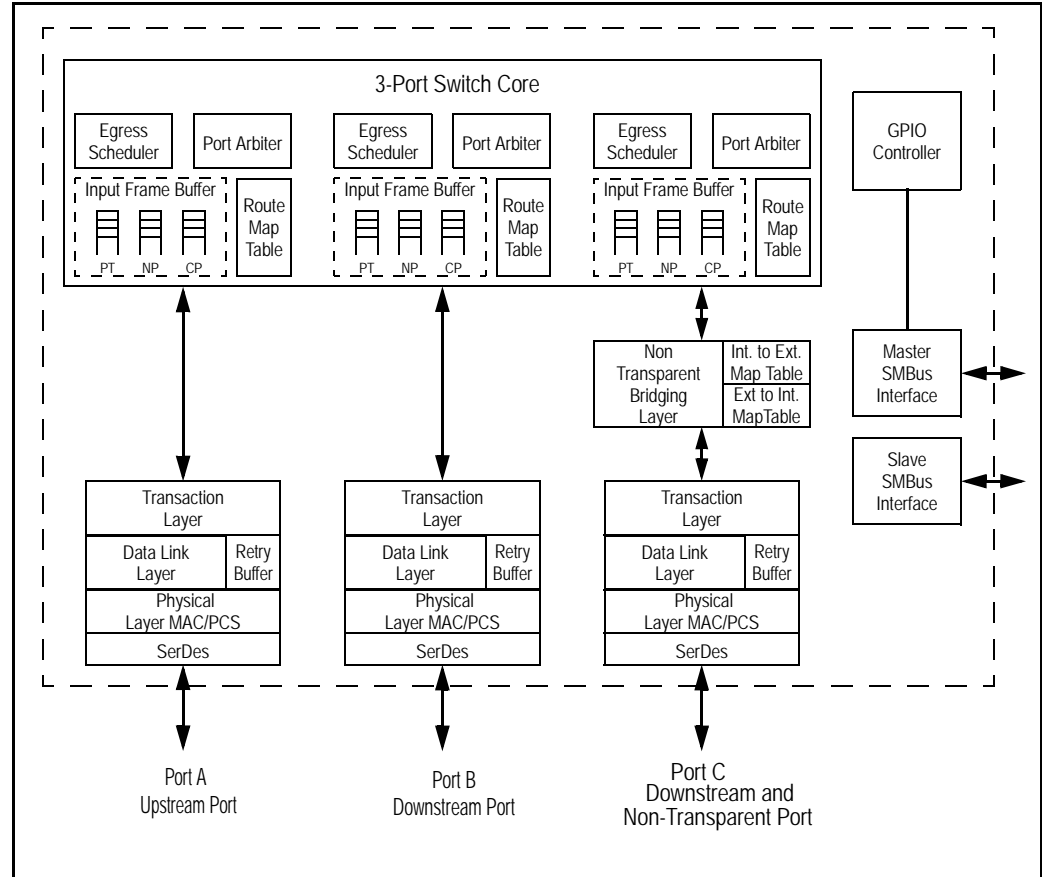 3-Port Switch Core
Egress
Scheduler
Port Arbiter
Input Frame Buffer
PT NP CP
Route
Map
Table
Egress
Scheduler
Port Arbiter
Input Frame Buffer
PT NP CP
Route
Map
Table
Egress
Scheduler
Port Arbiter
Input Frame Buffer
PT NP CP
Route
Map
Table
GPIO
Controller
Non
Transparent
Bridging
Layer
Int. to Ext.
Map Table
Ext to Int.
MapTable
Master
SMBus
Interface
Slave
SMBus
Interface
Transaction
Layer
Data Link
Layer
Retry
Buffer
Physical
Layer MAC/PCS
SerDes
Transaction
Layer
Data Link
Layer
Retry
Buffer
Physical
Layer MAC/PCS
SerDes
Transaction
Layer
Data Link
Layer
Retry
Buffer
Physical
Layer MAC/PCS
SerDes
Port A
Upstream Port
Port B
Downstream Port
Port C
Downstream and
Non-Transparent Port